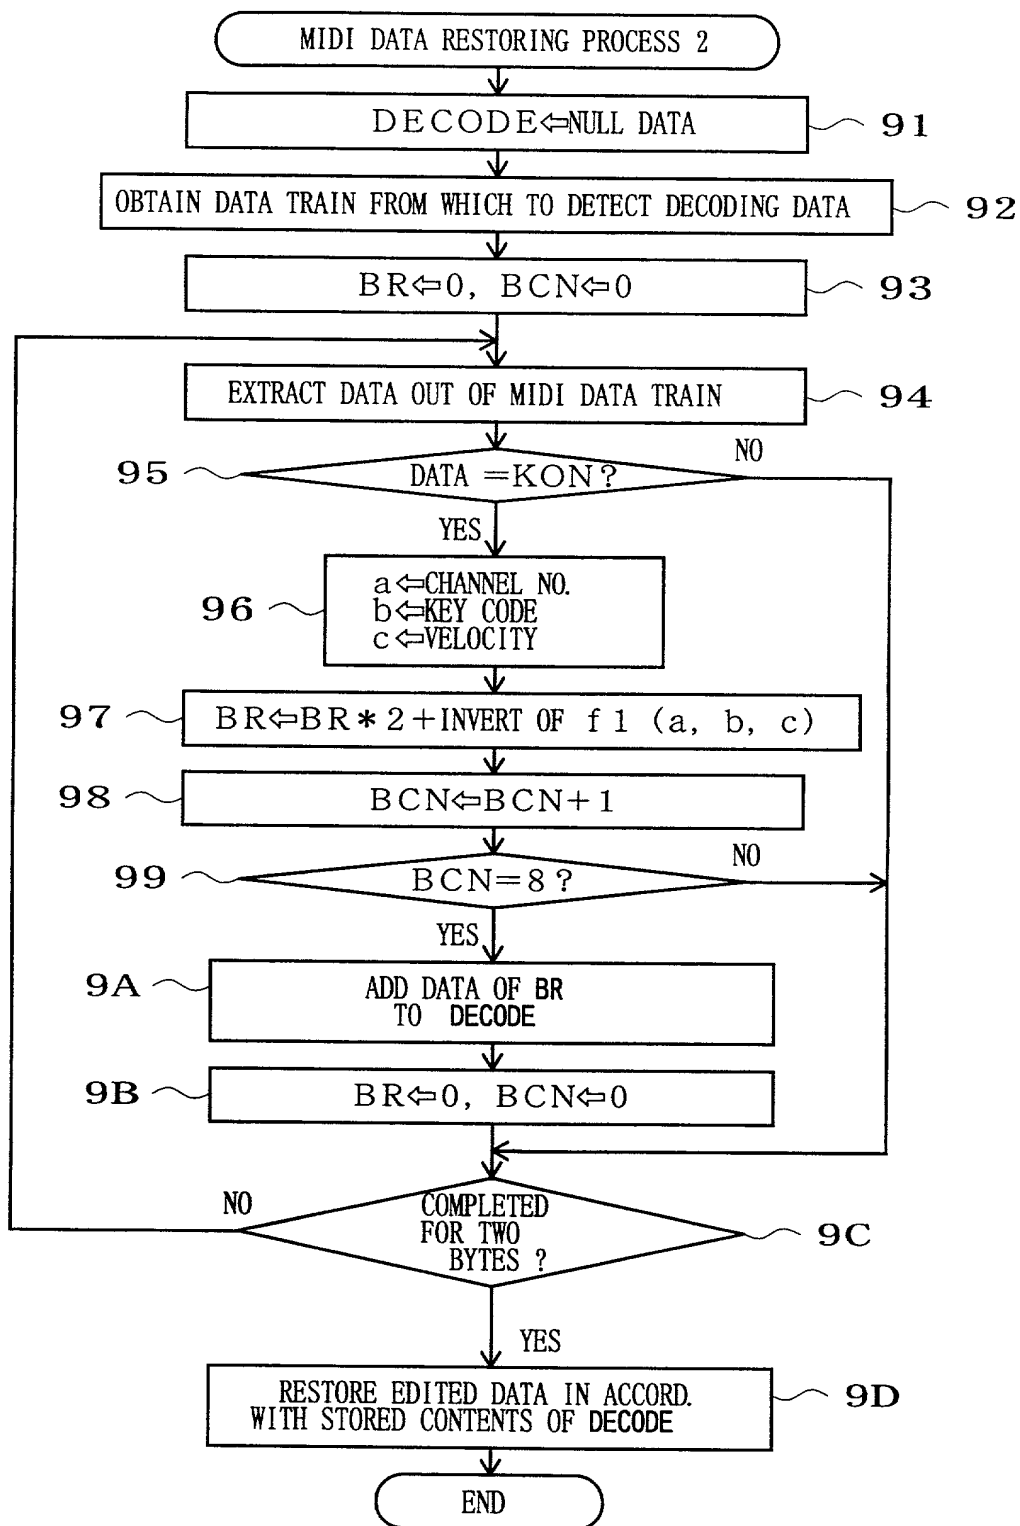 MIDI DATA RESTORING PROCESS 2
DECODE⇦NULL DATA
91
OBTAIN DATA TRAIN FROM WHICH TO DETECT DECODING DATA
92
BR⇦0, BCN⇦0
93
EXTRACT DATA OUT OF MIDI DATA TRAIN
94
95
DATA =KON?
NO
YES
96
a⇦CHANNEL NO.
b⇦KEY CODE
c⇦VELOCITY
97
BR⇦BR*2+INVERT OF f1 (a, b, c)
98
BCN⇦BCN+1
99
BCN=8?
NO
YES
9A
ADD DATA OF BR
TO DECODE
9B
BR⇦0, BCN⇦0
NO
COMPLETED
FOR TWO
BYTES ?
9C
YES
RESTORE EDITED DATA IN ACCORD.
WITH STORED CONTENTS OF DECODE
9D
END